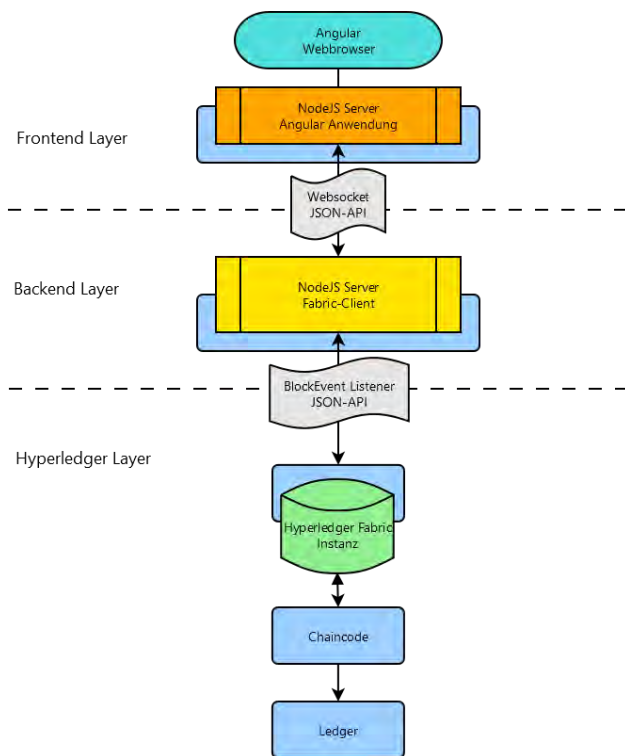 Angular
Webbrowser
NodeJS Server
Angular Anwendung
Frontend Layer
Websocket
JSON-API
Backend Layer
NodeJS Server
Fabric-Client
BlockEvent Listener
JSON-API
Hyperledger Layer
Hyperledger Fabric
Instanz
Chaincode
Ledger